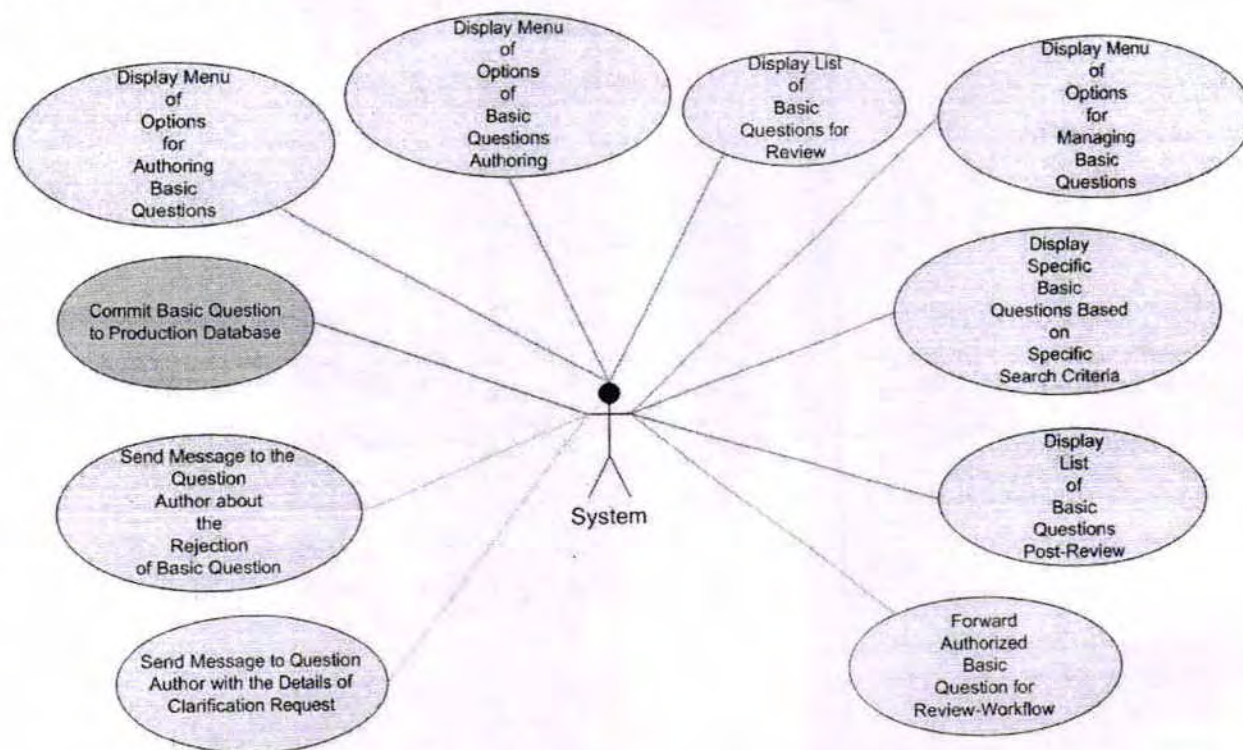 Display Menu
of
Options
for
Authoring
Basic
Questions
Display Menu
of
Options
of
Basic
Questions
Authoring
Display List
of
Basic
Questions for
Review
Display Menu
of
Options
for
Managing
Basic
Questions
Commit Basic Question
to Production Database
Display
Specific
Basic
Questions Based
on
Specific
Search Criteria
Send Message to the
Question
Author about
the
Rejection
of Basic Question
System
Display
List
of
Basic
Questions
Post-Review
Send Message to Question
Author with the Details of
Clarification Request
Forward
Authorized
Basic
Question for
Review-Workflow